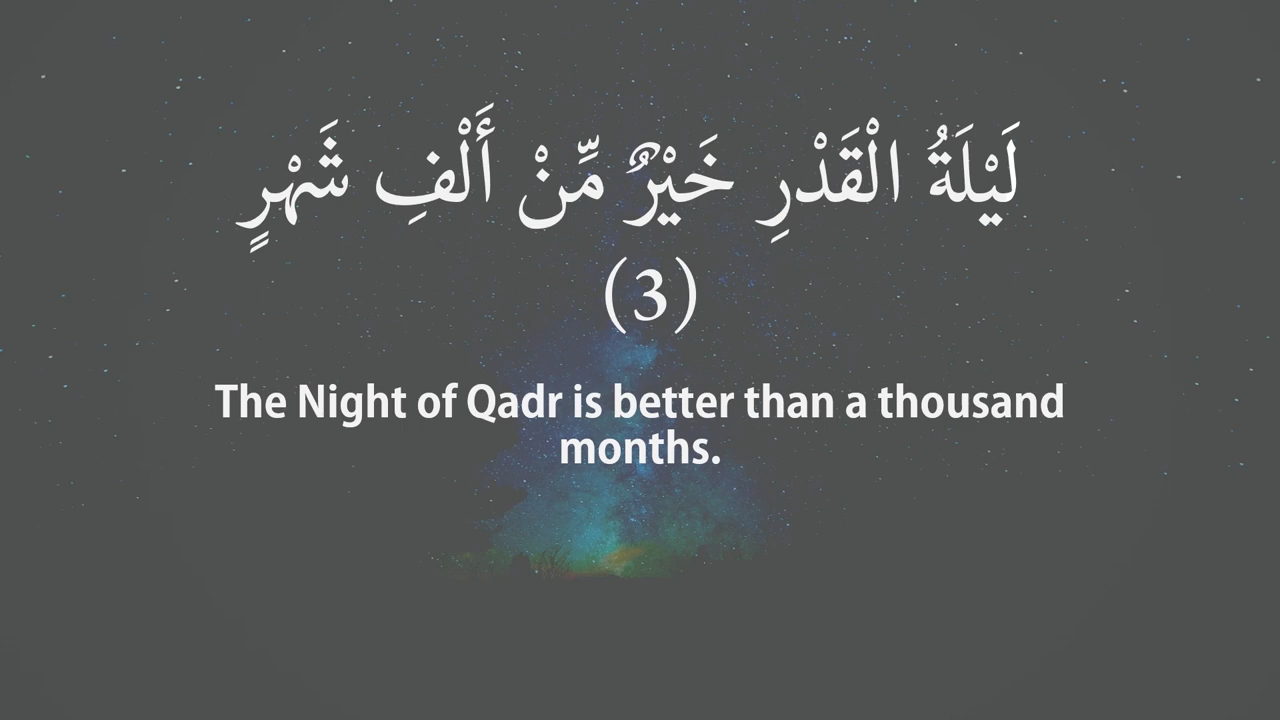 لَيْلَةُ الْقَدْرِ خَيْرٌ مِّنْ أَلْفِ شَهْرٍ
(3)
The Night of Qadr is better than a thousand
months.